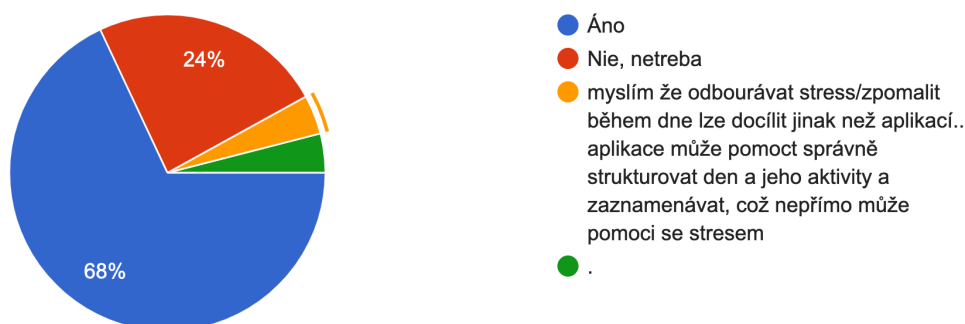 24%
68%
Áno
Nie, netreba
myslím že odbourávat stress/zpomalit
během dne lze docílit jinak než aplikací..
aplikace může pomoct správně
strukturovat den a jeho aktivity a
zaznamenávat, což nepřímo může
pomoci se stresem
.